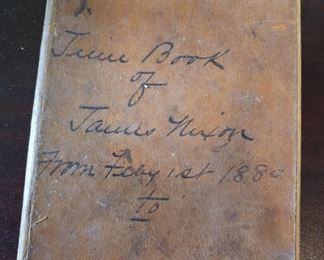 Time Book
of
James Nixon
From Feby 1st 1880
to